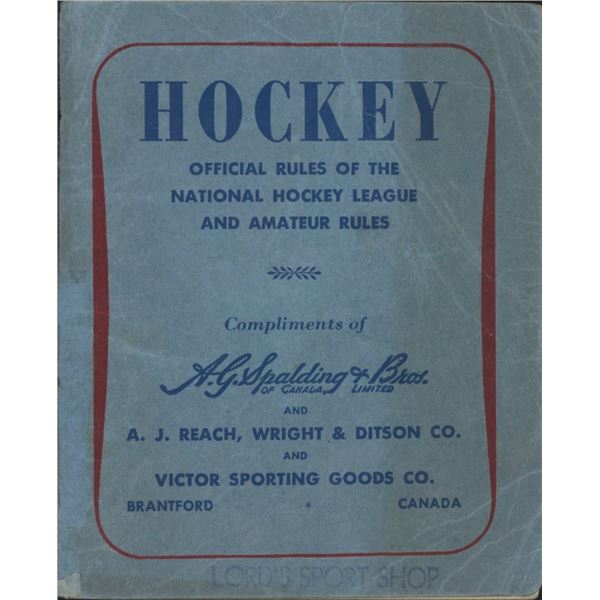 HOCKEY
OFFICIAL RULES OF THE
NATIONAL HOCKEY LEAGUE
AND AMATEUR RULES
Compliments of
A.G. Spalding & Bros.
OF CANADA, LIMITED
AND
A. J. REACH, WRIGHT & DITSON CO.
AND
VICTOR SPORTING GOODS CO.
BRANTFORD * CANADA
LORD'S SPORT SHOP